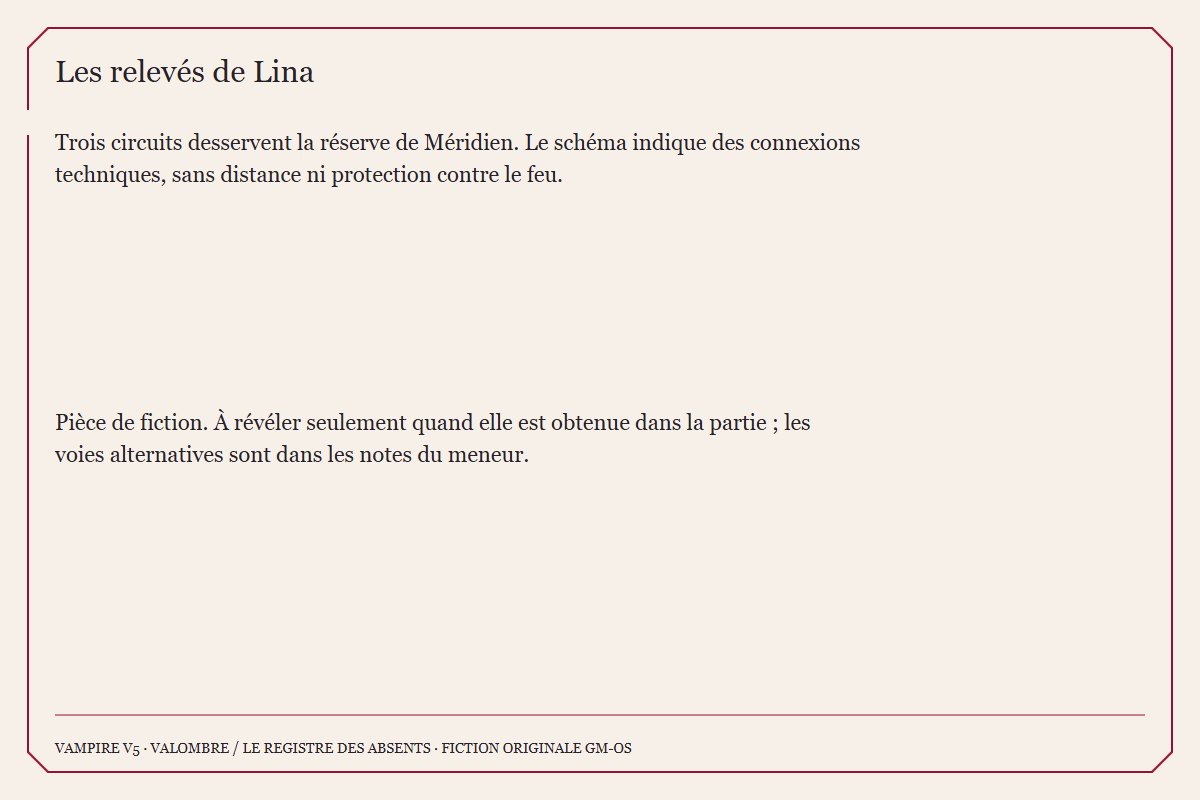 Les relevés de Lina
Trois circuits desservent la réserve de Méridien. Le schéma indique des connexions
techniques, sans distance ni protection contre le feu.
Pièce de fiction. À révéler seulement quand elle est obtenue dans la partie ; les
voies alternatives sont dans les notes du meneur.
VAMPIRE V5 · VALOMBRE / LE REGISTRE DES ABSENTS · FICTION ORIGINALE GM-OS